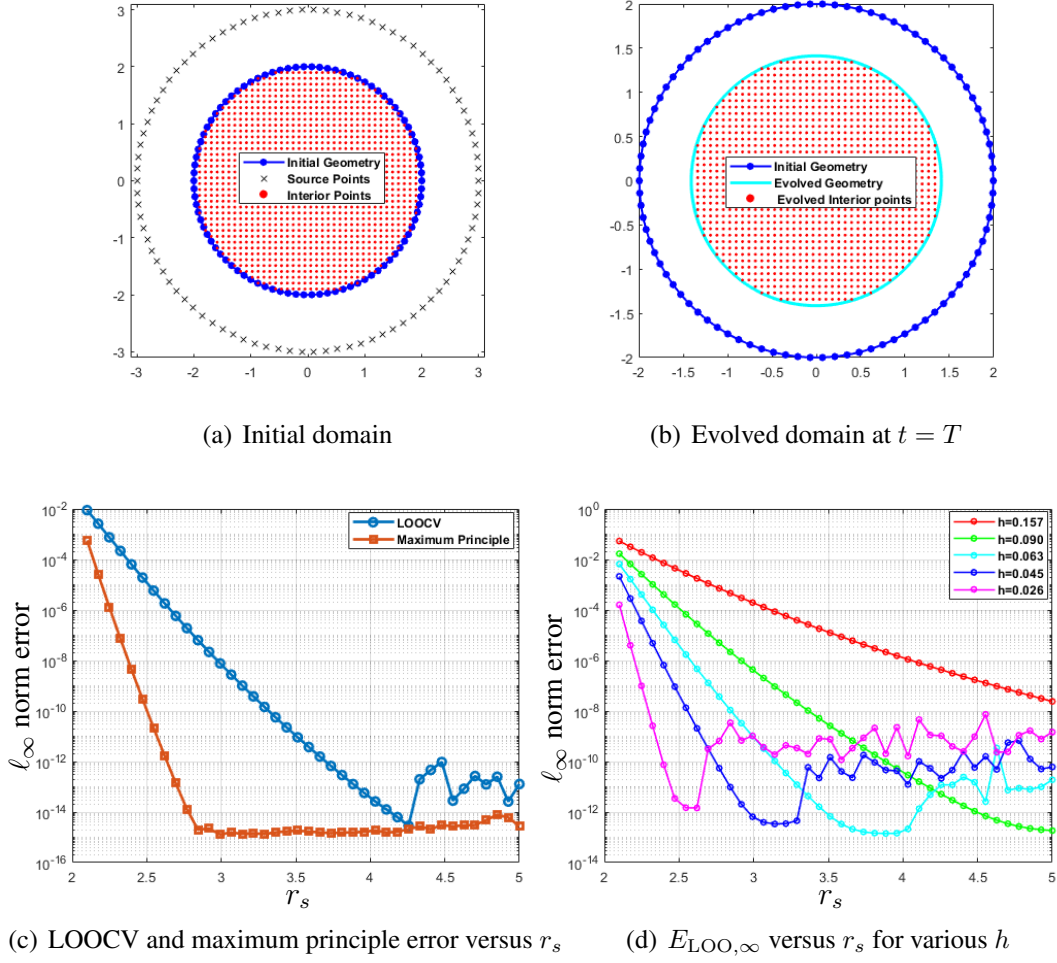 3
2
1
0
-1
-2
-3
-3 -2 -1 0 1 2 3
Initial Geometry
Source Points
Interior Points
(a) Initial domain
2
1.5
1
0.5
0
-0.5
-1
-1.5
-2
-2 -1.5 -1 -0.5 0 0.5 1 1.5 2
Initial Geometry
Evolved Geometry
Evolved Interior points
(b) Evolved domain at t = T
ℓ∞ norm error
10^-2
10^-4
10^-6
10^-8
10^-10
10^-12
10^-14
10^-16
2 2.5 3 3.5 4 4.5 5
r_s
LOOCV
Maximum Principle
(c) LOOCV and maximum principle error versus r_s
ℓ∞ norm error
10^0
10^-2
10^-4
10^-6
10^-8
10^-10
10^-12
10^-14
2 2.5 3 3.5 4 4.5 5
r_s
h=0.157
h=0.090
h=0.063
h=0.045
h=0.026
(d) E_LOO,∞ versus r_s for various h